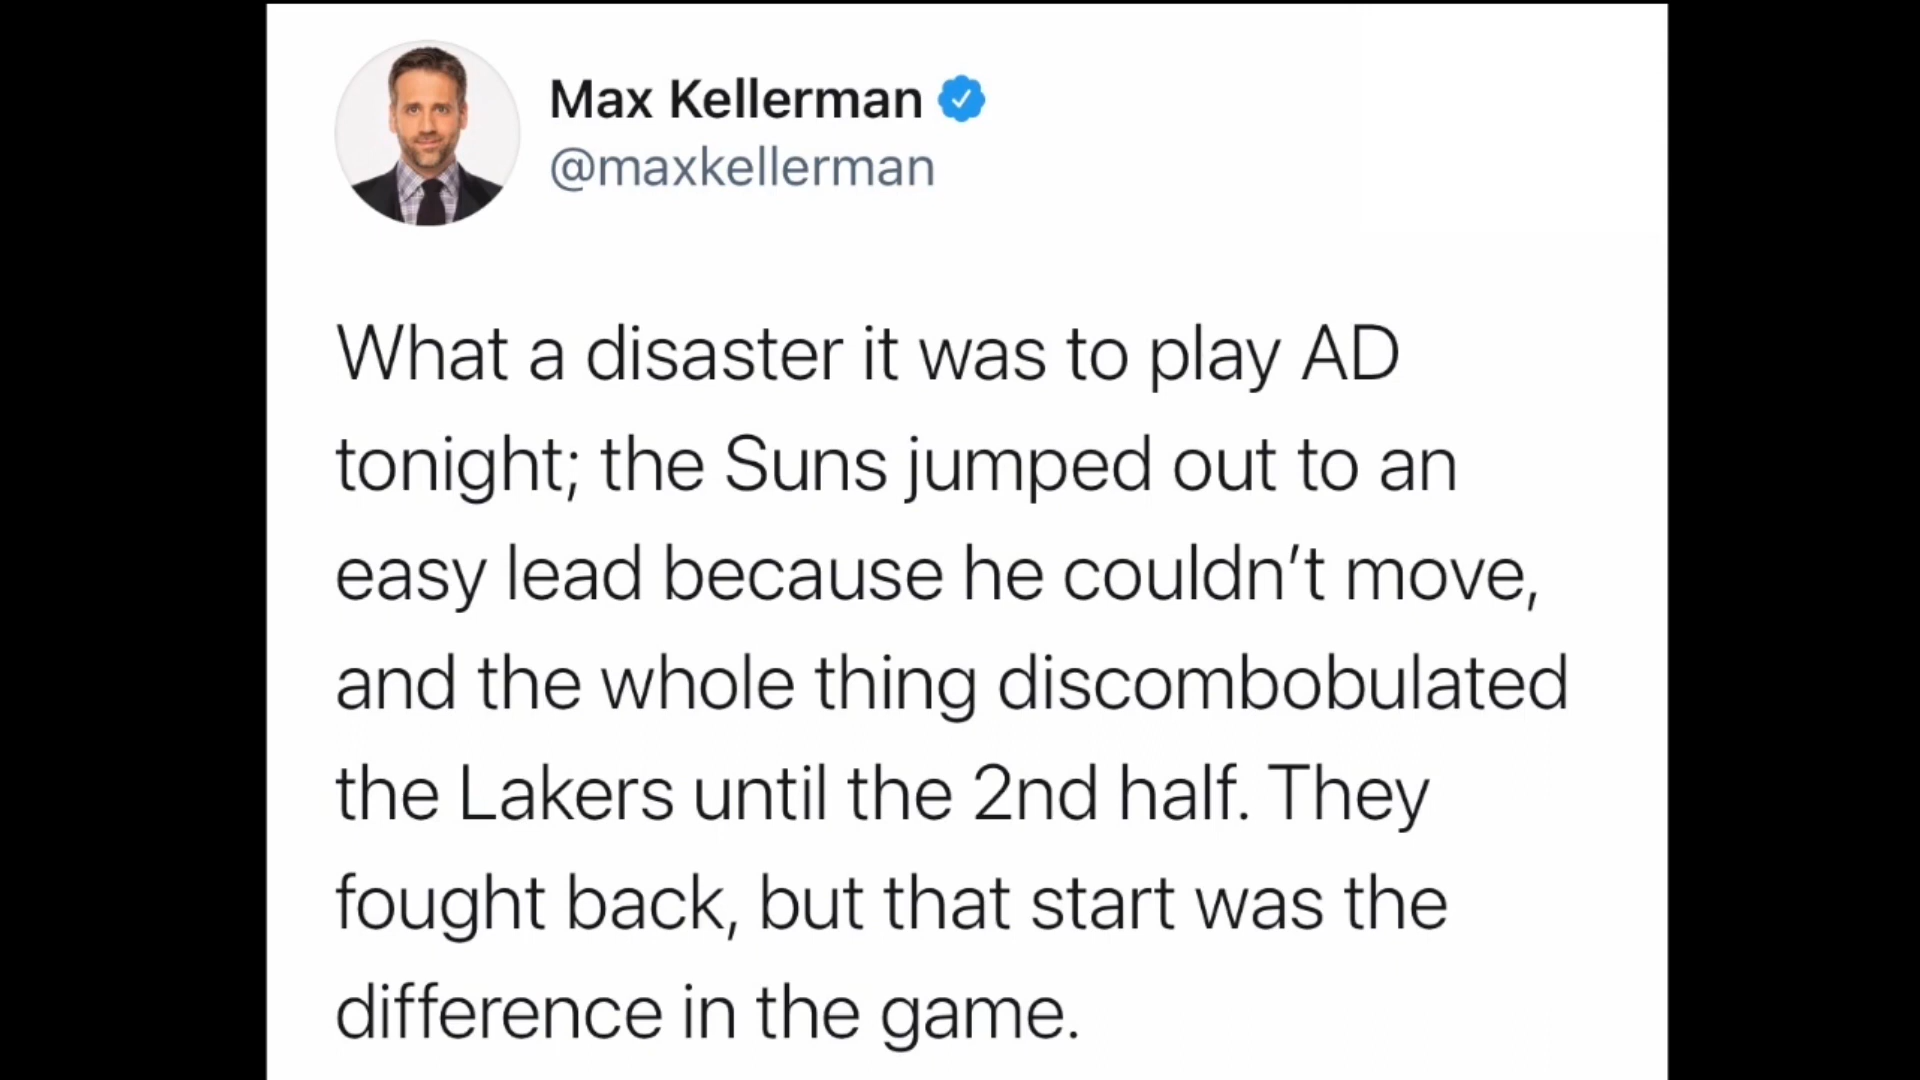 Max Kellerman
@maxkellerman
What a disaster it was to play AD
tonight; the Suns jumped out to an
easy lead because he couldn’t move,
and the whole thing discombobulated
the Lakers until the 2nd half. They
fought back, but that start was the
difference in the game.